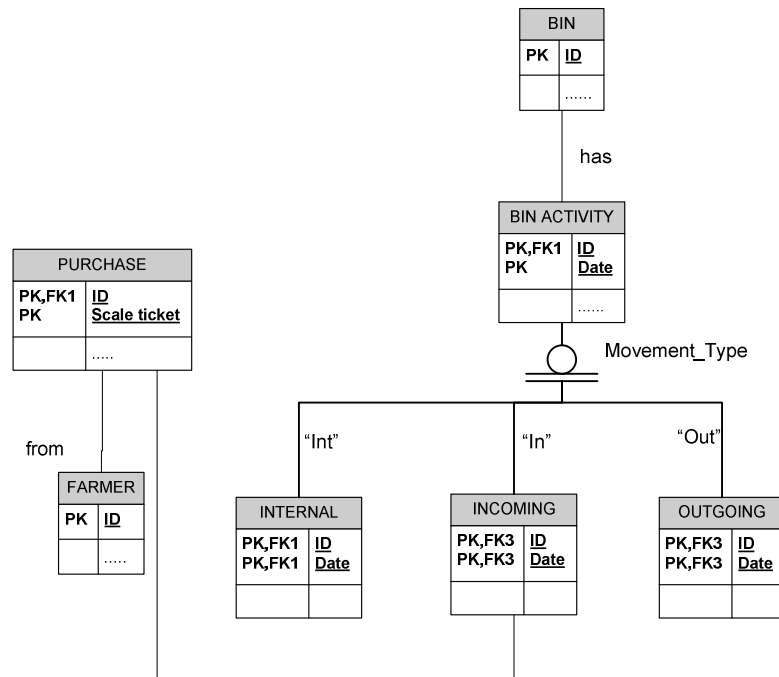 BIN
PK ID
......
has
BIN ACTIVITY
PK,FK1 ID
PK Date
......
Movement_Type
PURCHASE
PK,FK1 ID
PK Scale ticket
.....
from
FARMER
PK ID
.....
“Int”
“In”
“Out”
INTERNAL
PK,FK1 ID
PK,FK1 Date
INCOMING
PK,FK3 ID
PK,FK3 Date
OUTGOING
PK,FK3 ID
PK,FK3 Date